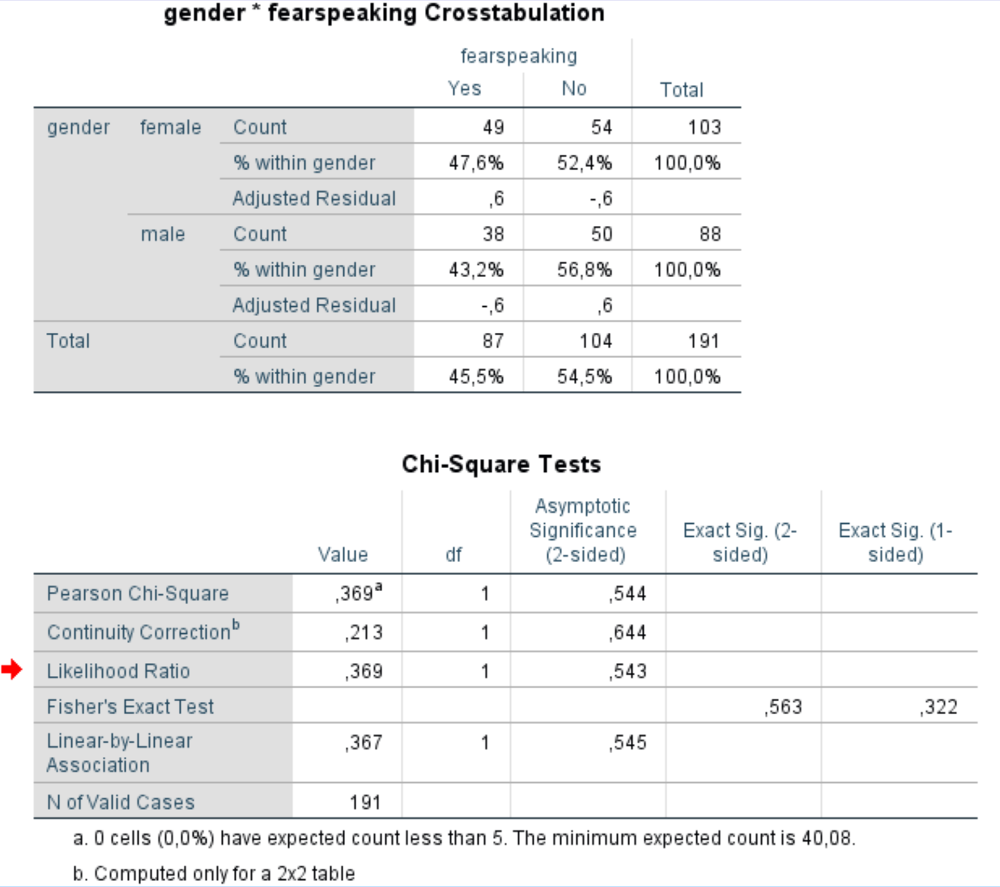 gender * fearspeaking Crosstabulation
fearspeaking
Yes No Total
gender female Count 49 54 103
% within gender 47,6% 52,4% 100,0%
Adjusted Residual ,6 -,6
male Count 38 50 88
% within gender 43,2% 56,8% 100,0%
Adjusted Residual -,6 ,6
Total Count 87 104 191
% within gender 45,5% 54,5% 100,0%
Chi-Square Tests
Value df Asymptotic Significance (2-sided) Exact Sig. (2-sided) Exact Sig. (1-sided)
Pearson Chi-Square ,369a 1 ,544
Continuity Correctionb ,213 1 ,644
Likelihood Ratio ,369 1 ,543
Fisher's Exact Test ,563 ,322
Linear-by-Linear Association ,367 1 ,545
N of Valid Cases 191
a. 0 cells (0,0%) have expected count less than 5. The minimum expected count is 40,08.
b. Computed only for a 2x2 table